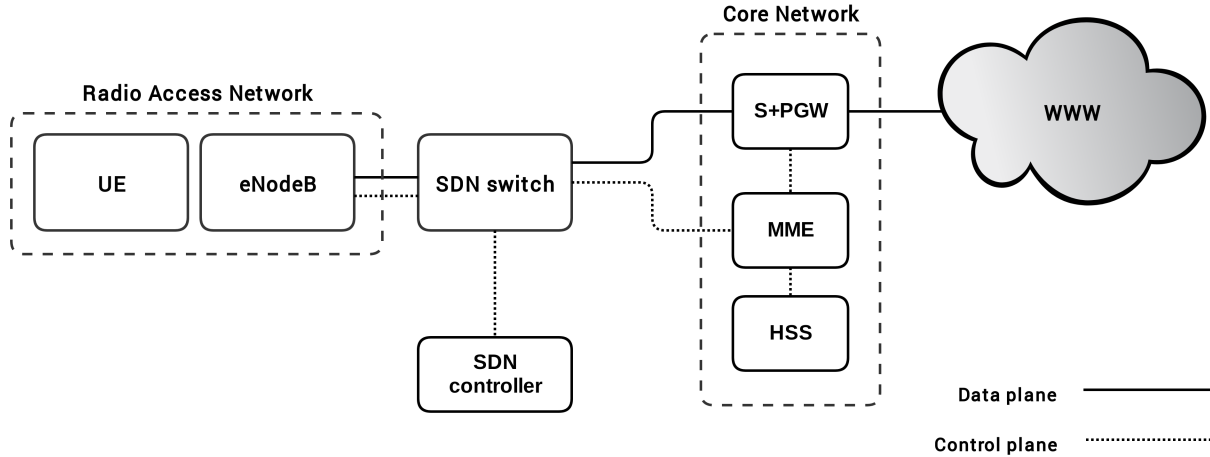 Core Network
Radio Access Network
S+PGW
WWW
UE
eNodeB
SDN switch
MME
HSS
SDN
controller
Data plane
Control plane